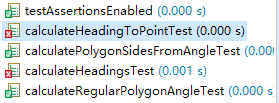 testAssertionsEnabled (0.000 s)
calculateHeadingToPointTest (0.000 s)
calculatePolygonSidesFromAngleTest (0.000 s)
calculateHeadingsTest (0.001 s)
calculateRegularPolygonAngleTest (0.000 s)